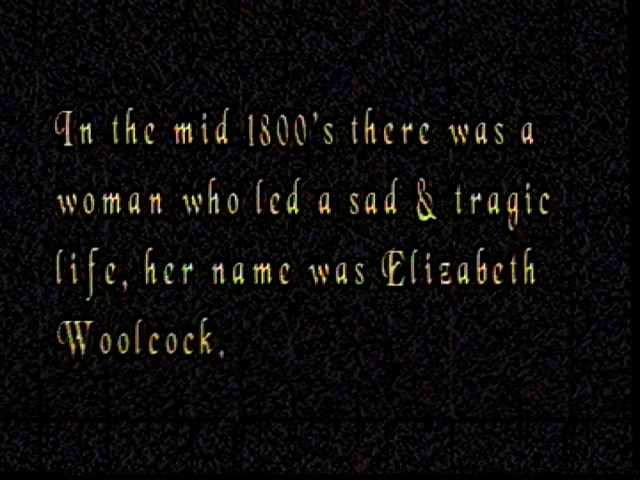 In the mid 1800's there was a
woman who led a sad & tragic
life, her name was Elizabeth
Woolcock.